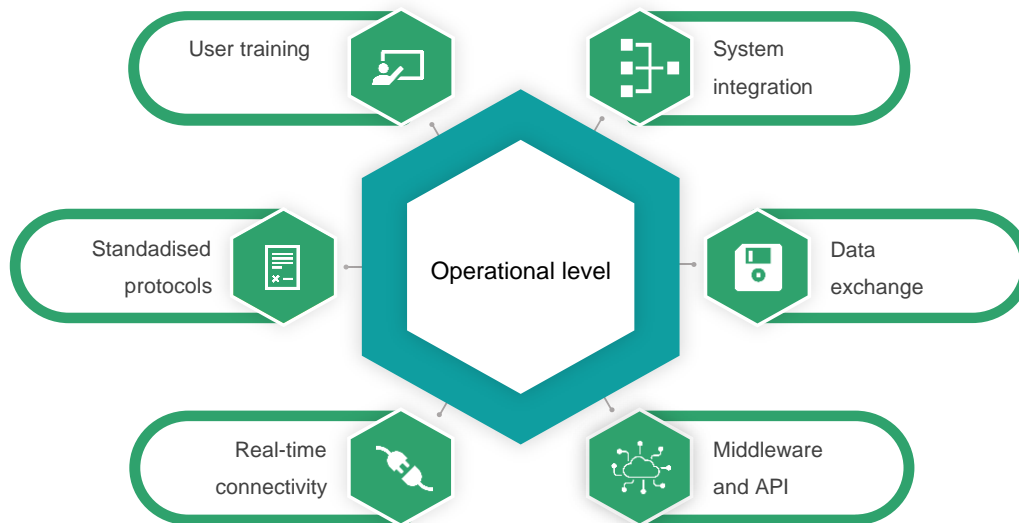 User training
System
integration
Standadised
protocols
Operational level
Data
exchange
Real-time
connectivity
Middleware
and API